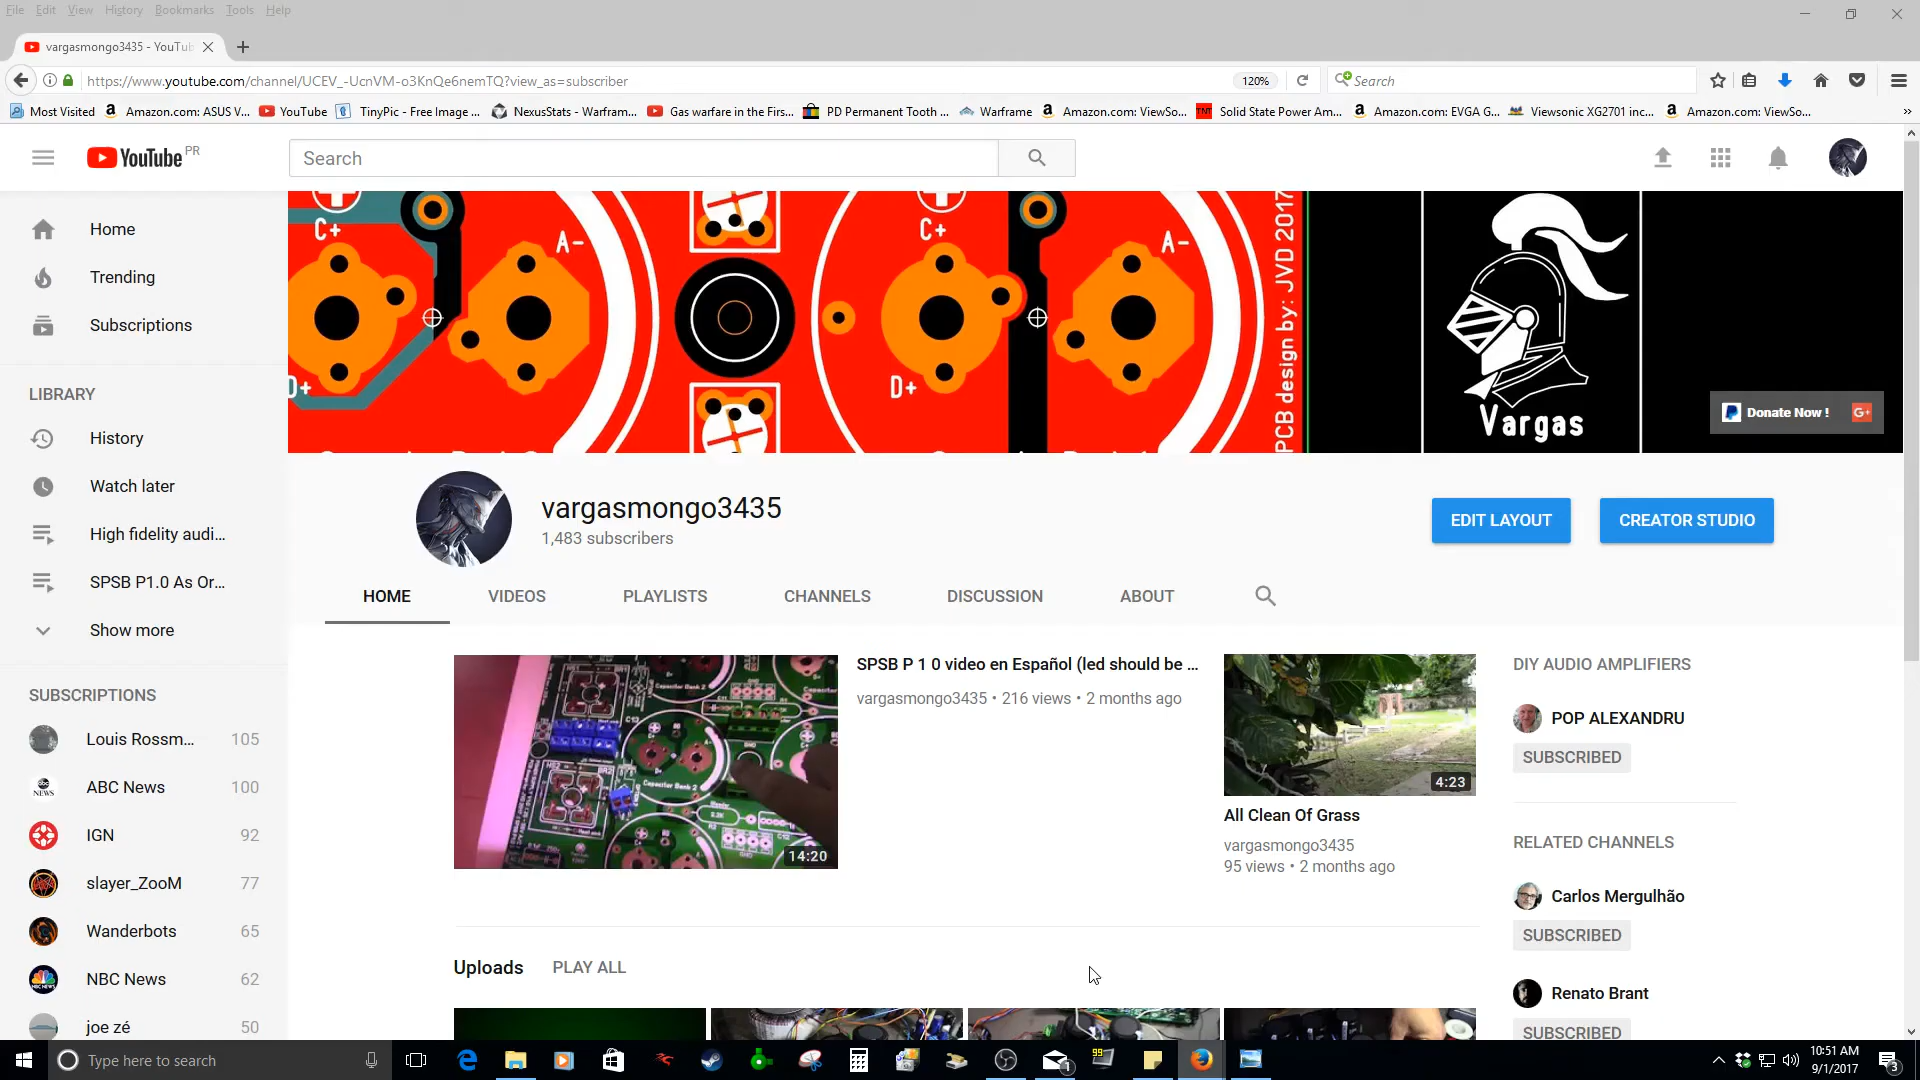 File Edit View History Bookmarks Tools Help
vargasmongo3435 - YouTub
https://www.youtube.com/channel/UCEV_-UcnVM-o3KnQe6nemTQ?view_as=subscriber 120% Search
Most Visited Amazon.com: ASUS V... YouTube TinyPic - Free Image ... NexusStats - Warfram... Gas warfare in the Firs... PD Permanent Tooth ... Warframe Amazon.com: ViewSo... Solid State Power Am... Amazon.com: EVGA G... Viewsonic XG2701 inc... Amazon.com: ViewSo...
YouTube PR
Search
Home
Trending
Subscriptions
LIBRARY
History
Watch later
High fidelity audi...
SPSB P1.0 As Or...
Show more
SUBSCRIPTIONS
Louis Rossm... 105
ABC News 100
IGN 92
slayer_ZooM 77
Wanderbots 65
NBC News 62
joe zé 50
C+ A- C+ A-
D+ D+
PCB design by: JVD 2017
Vargas
Donate Now ! G+
vargasmongo3435
1,483 subscribers
EDIT LAYOUT CREATOR STUDIO
HOME VIDEOS PLAYLISTS CHANNELS DISCUSSION ABOUT
Capacitor Bank 2
14:20
SPSB P 1 0 video en Español (led should be ...
vargasmongo3435 • 216 views • 2 months ago
4:23
All Clean Of Grass
vargasmongo3435
95 views • 2 months ago
Uploads PLAY ALL
DIY AUDIO AMPLIFIERS
POP ALEXANDRU
SUBSCRIBED
RELATED CHANNELS
Carlos Mergulhão
SUBSCRIBED
Renato Brant
SUBSCRIBED
Type here to search
99
1
10:51 AM
9/1/2017
3